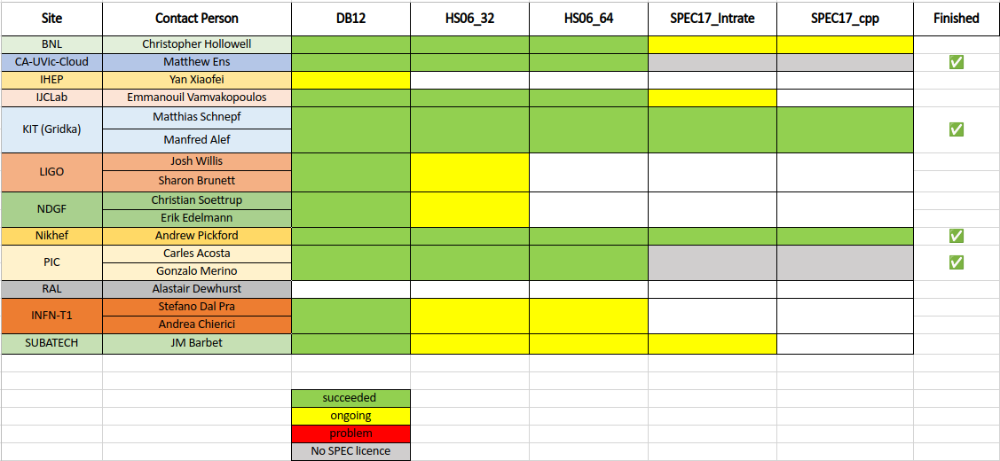 Site Contact Person DB12 HS06_32 HS06_64 SPEC17_Intrate SPEC17_cpp Finished
BNL Christopher Hollowell
CA-UVic-Cloud Matthew Ens ✅
IHEP Yan Xiaofei
IJCLab Emmanouil Vamvakopoulos
KIT (Gridka) Matthias Schnepf ✅
Manfred Alef
LIGO Josh Willis
Sharon Brunett
NDGF Christian Soettrup
Erik Edelmann
Nikhef Andrew Pickford ✅
PIC Carles Acosta ✅
Gonzalo Merino
RAL Alastair Dewhurst
INFN-T1 Stefano Dal Pra
Andrea Chierici
SUBATECH JM Barbet
succeeded
ongoing
problem
No SPEC licence